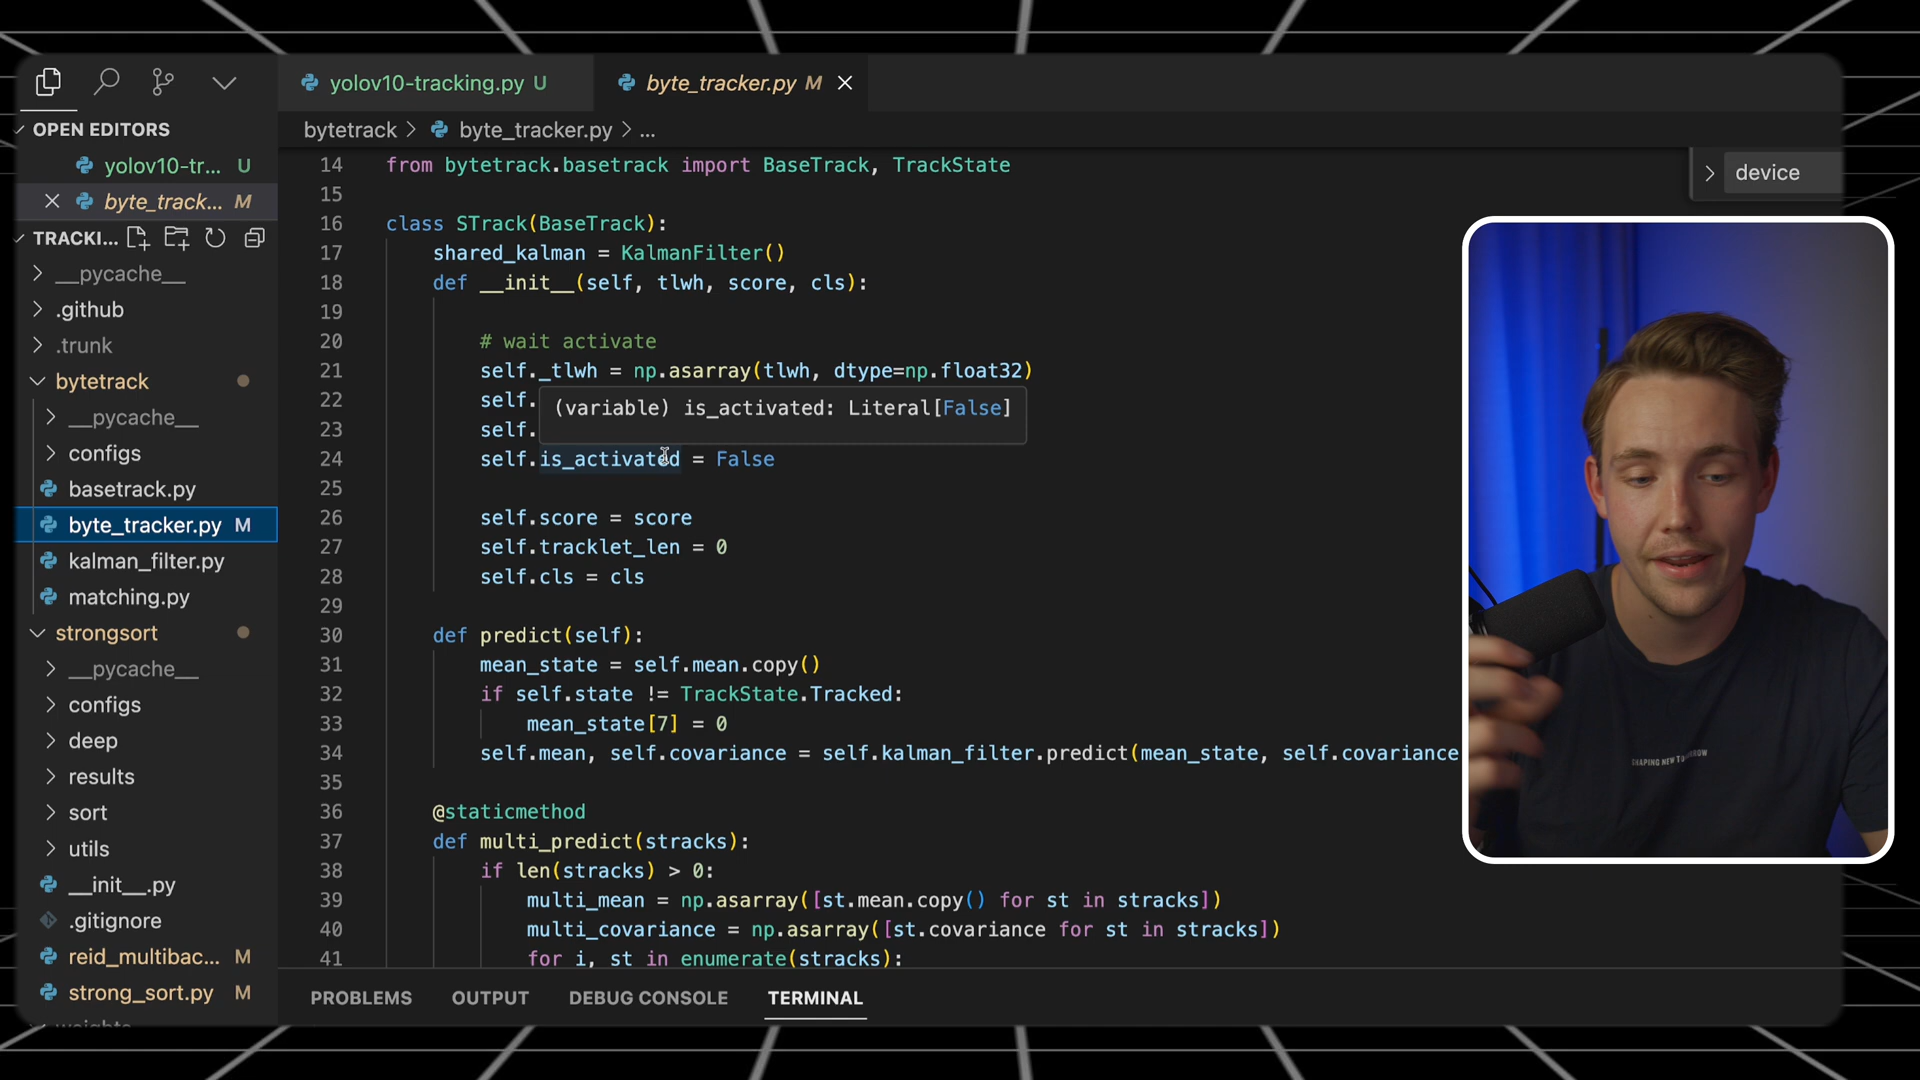 yolov10-tracking.py U
byte_tracker.py M
OPEN EDITORS
yolov10-tr... U
byte_track... M
TRACKI...
__pycache__
.github
.trunk
bytetrack
__pycache__
configs
basetrack.py
byte_tracker.py M
kalman_filter.py
matching.py
strongsort
__pycache__
configs
deep
results
sort
utils
__init__.py
.gitignore
reid_multibac... M
strong_sort.py M
weights
bytetrack > byte_tracker.py > ...
device
14 from bytetrack.basetrack import BaseTrack, TrackState
15
16 class STrack(BaseTrack):
17 shared_kalman = KalmanFilter()
18 def __init__(self, tlwh, score, cls):
19
20 # wait activate
21 self._tlwh = np.asarray(tlwh, dtype=np.float32)
22 self.
(variable) is_activated: Literal[False]
23 self.
24 self.is_activated = False
25
26 self.score = score
27 self.tracklet_len = 0
28 self.cls = cls
29
30 def predict(self):
31 mean_state = self.mean.copy()
32 if self.state != TrackState.Tracked:
33 mean_state[7] = 0
34 self.mean, self.covariance = self.kalman_filter.predict(mean_state, self.covariance
35
36 @staticmethod
37 def multi_predict(stracks):
38 if len(stracks) > 0:
39 multi_mean = np.asarray([st.mean.copy() for st in stracks])
40 multi_covariance = np.asarray([st.covariance for st in stracks])
41 for i, st in enumerate(stracks):
PROBLEMS
OUTPUT
DEBUG CONSOLE
TERMINAL